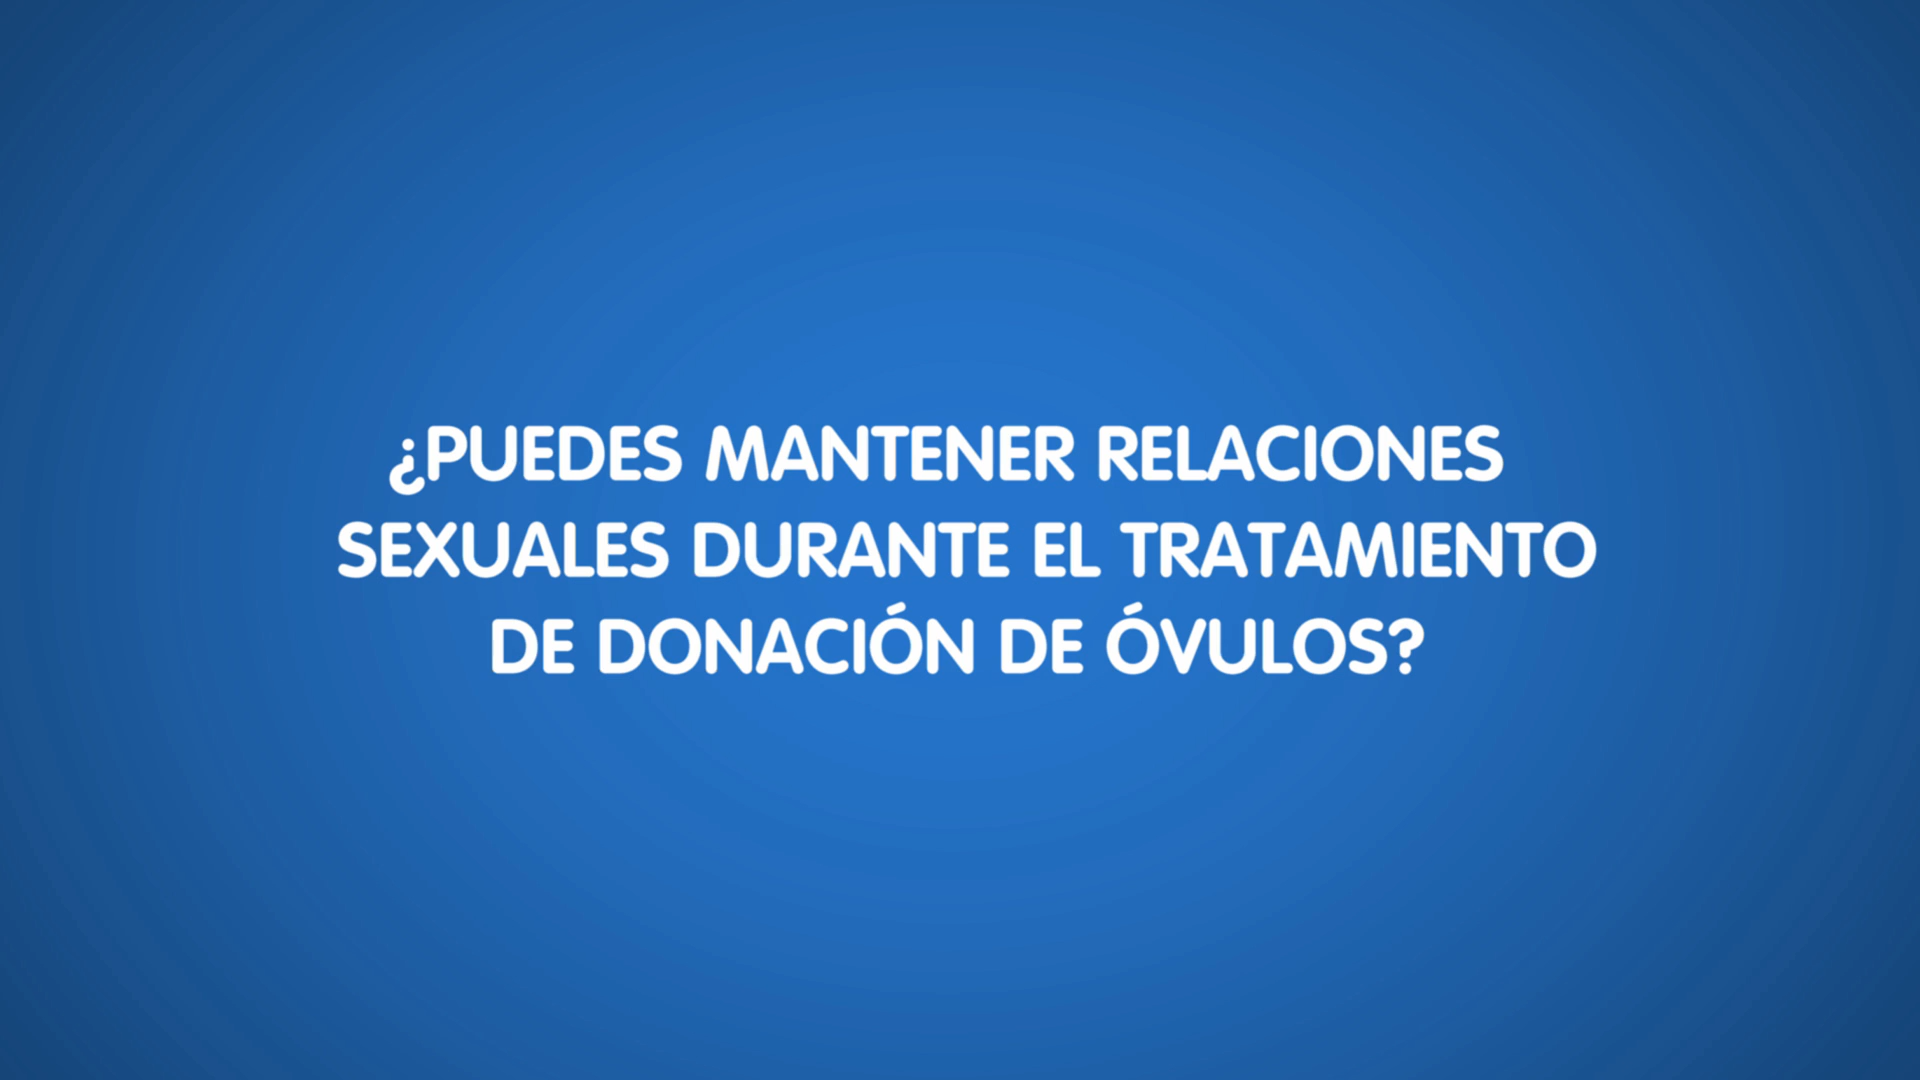 ¿PUEDES MANTENER RELACIONES
SEXUALES DURANTE EL TRATAMIENTO
DE DONACIÓN DE ÓVULOS?